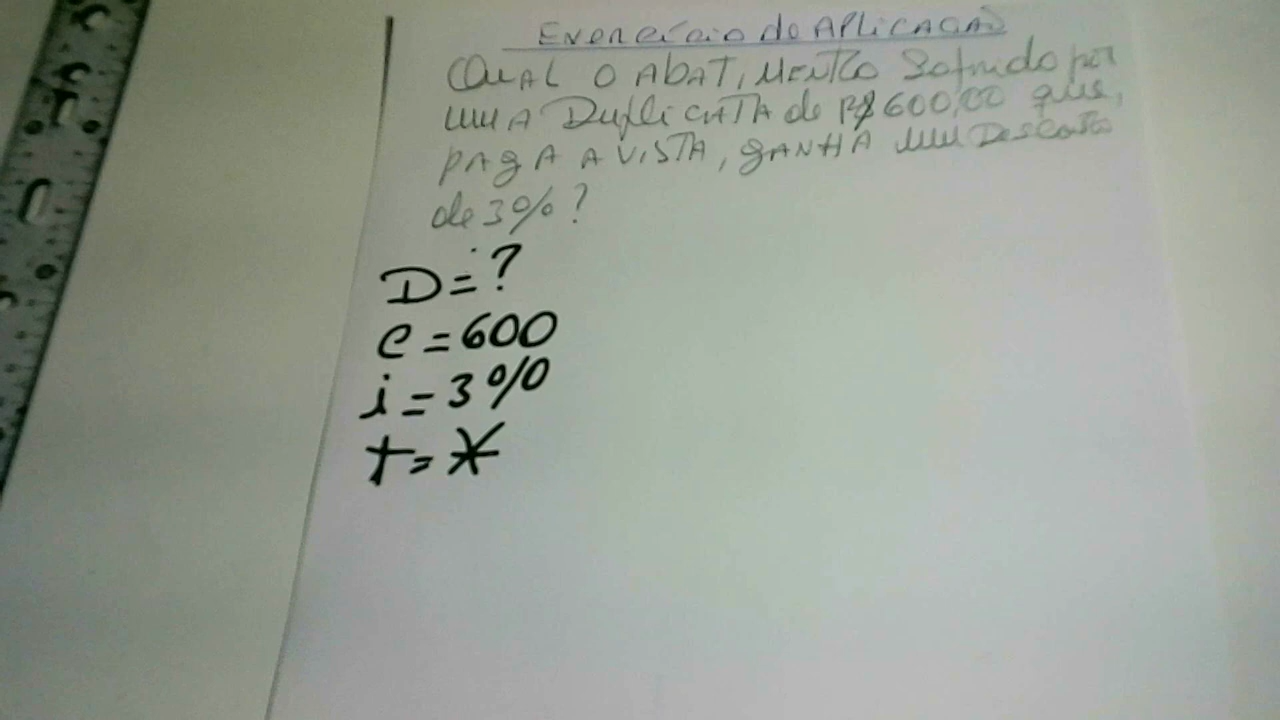 Exercício de APLICAÇÃO
QUAL O ABATIMENTO Sofrido por
UMA DupliCATA de R$600,00 que,
PAGA A VISTA, gANHA UM DESCONTO
de 3%?
D=?
C=600
i=3%
t=*